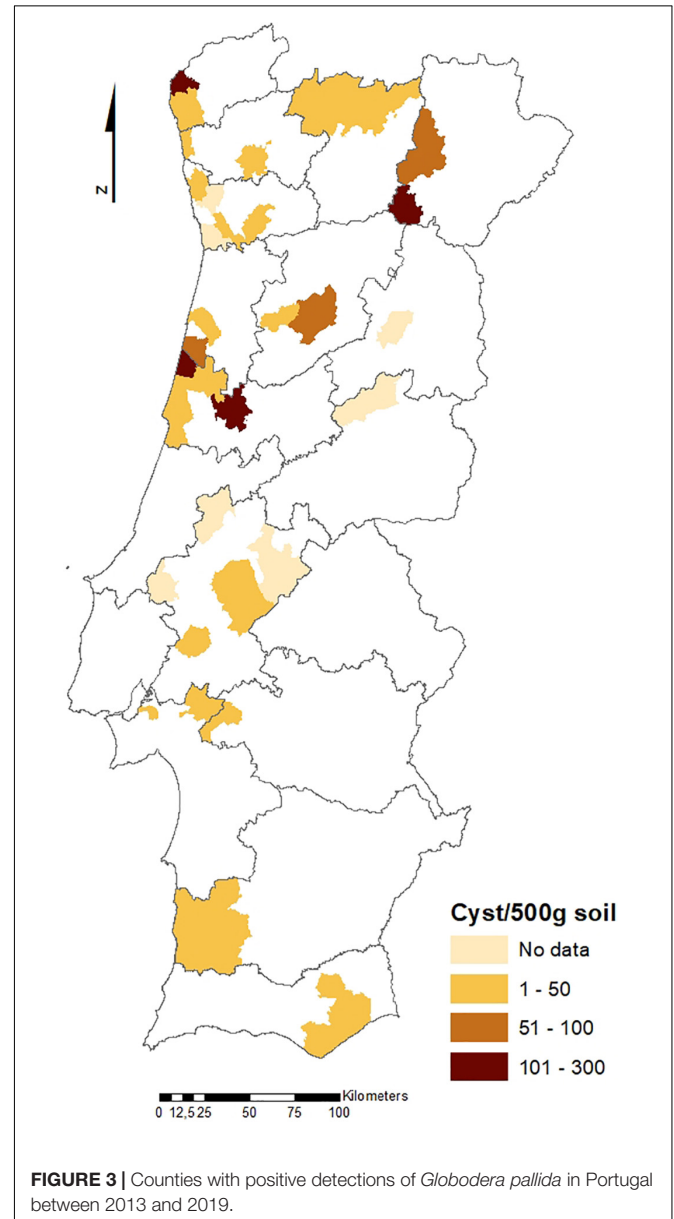 N
Cyst/500g soil
No data
1 - 50
51 - 100
101 - 300
Kilometers
0 12,5 25 50 75 100
FIGURE 3 | Counties with positive detections of Globodera pallida in Portugal
between 2013 and 2019.